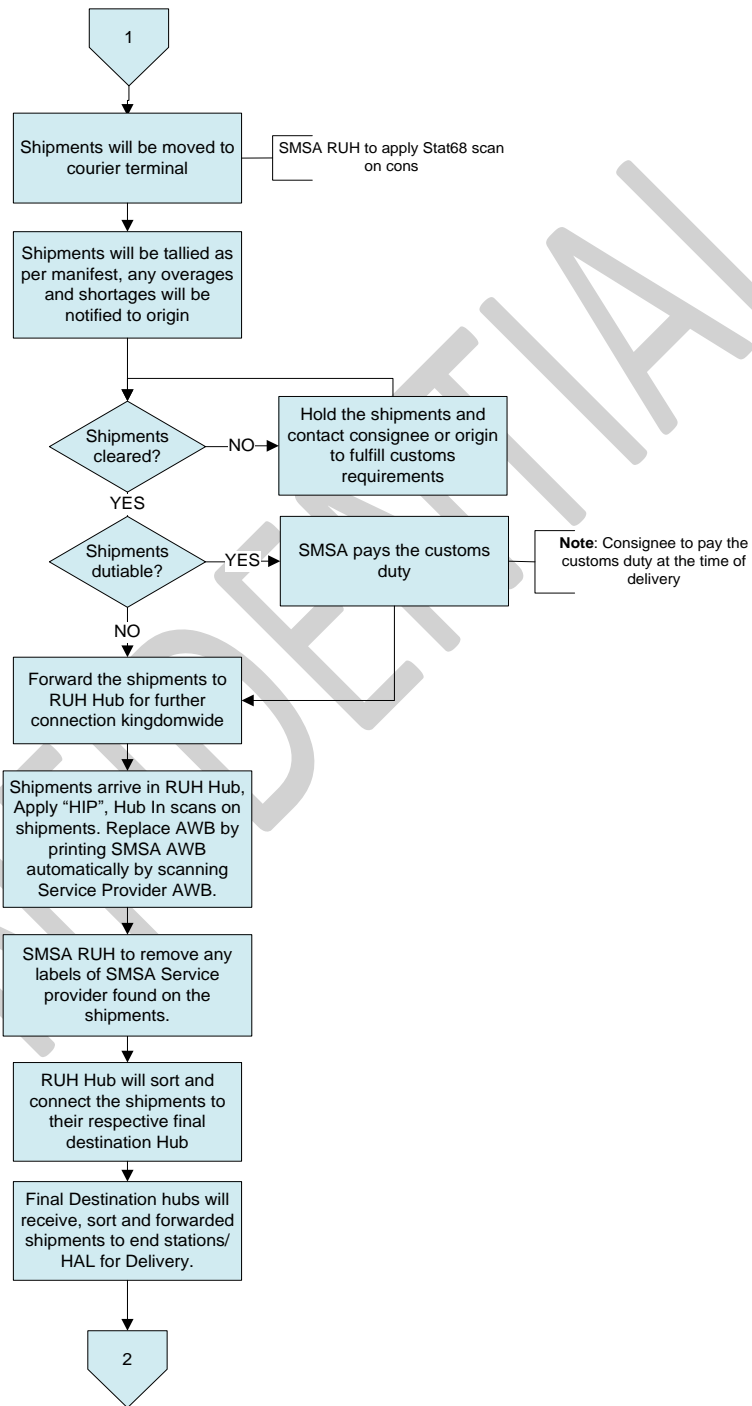 1
Shipments will be moved to
courier terminal
SMSA RUH to apply Stat68 scan
on cons
Shipments will be tallied as
per manifest, any overages
and shortages will be
notified to origin
Shipments
cleared?
NO
Hold the shipments and
contact consignee or origin
to fulfill customs
requirements
YES
Shipments
dutiable?
YES
SMSA pays the customs
duty
Note: Consignee to pay the
customs duty at the time of
delivery
NO
Forward the shipments to
RUH Hub for further
connection kingdomwide
Shipments arrive in RUH Hub,
Apply “HIP”, Hub In scans on
shipments. Replace AWB by
printing SMSA AWB
automatically by scanning
Service Provider AWB.
SMSA RUH to remove any
labels of SMSA Service
provider found on the
shipments.
RUH Hub will sort and
connect the shipments to
their respective final
destination Hub
Final Destination hubs will
receive, sort and forwarded
shipments to end stations/
HAL for Delivery.
2